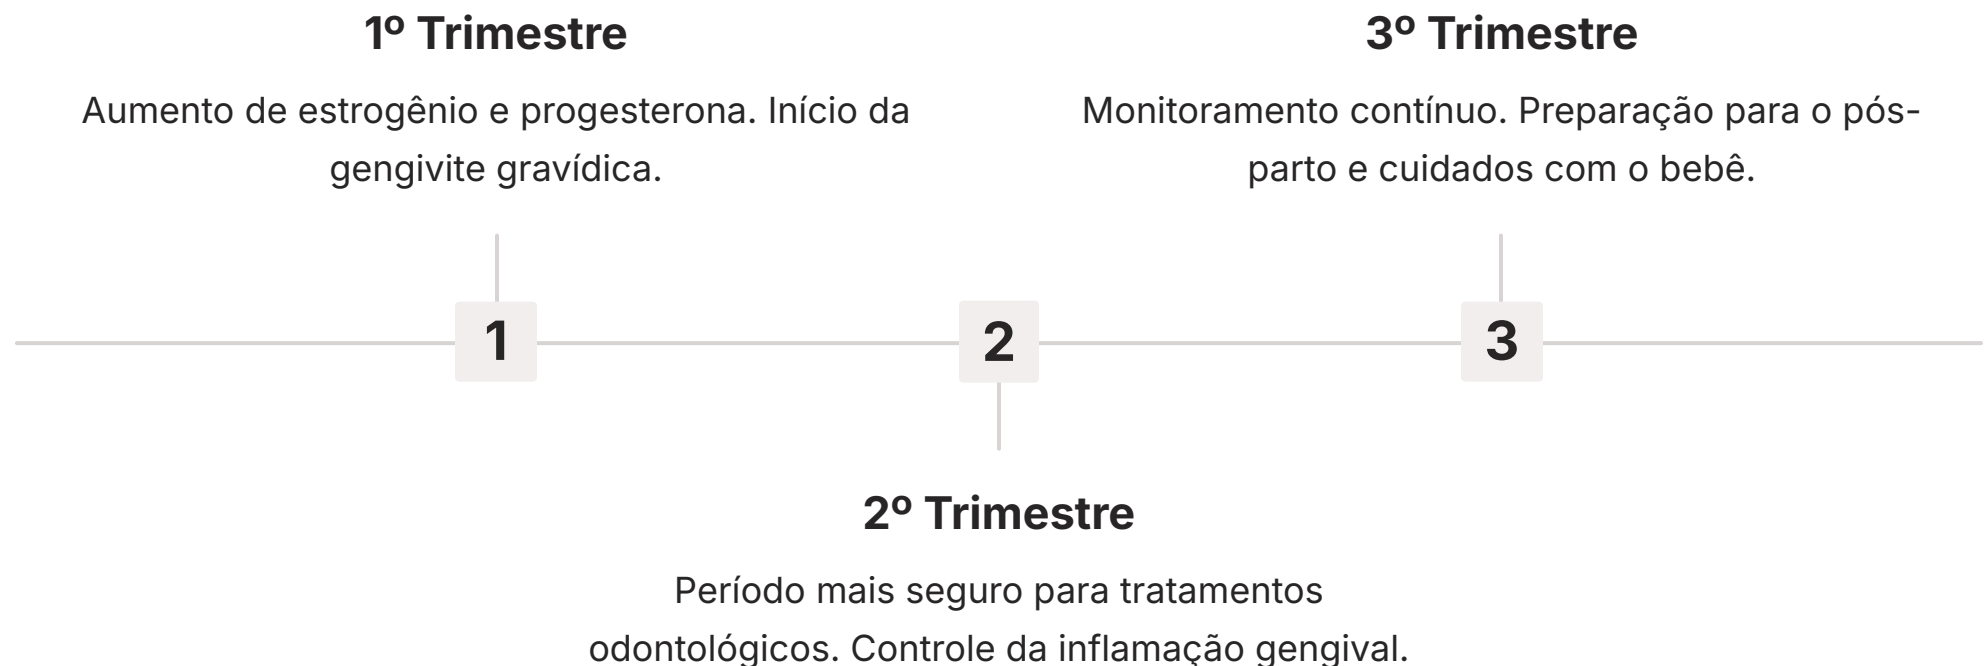 1º Trimestre
Aumento de estrogênio e progesterona. Início da
gengivite gravídica.
3º Trimestre
Monitoramento contínuo. Preparação para o pós-
parto e cuidados com o bebê.
1
2
3
2º Trimestre
Período mais seguro para tratamentos
odontológicos. Controle da inflamação gengival.